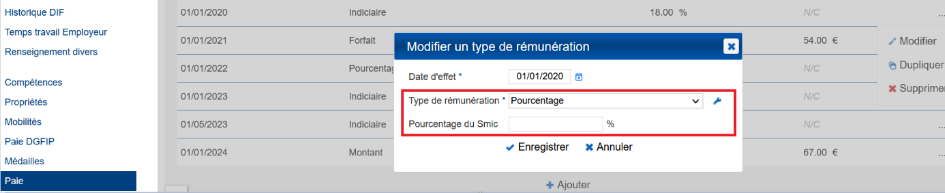 Historique DIF
Temps travail Employeur
Renseignement divers
Compétences
Propriétés
Mobilités
Paie DGFIP
Médailles
Paie
01/01/2020 Indiciaire 18.00 % N/C ...
01/01/2021 Forfait 54.00 €
01/01/2022 N/C
01/01/2023 Indiciaire N/C
01/05/2023 Indiciaire N/C ...
01/01/2024 Montant 67.00 € ...
Modifier un type de rémunération
Date d'effet * 01/01/2020
Type de rémunération * Pourcentage
Pourcentage du Smic %
Enregistrer Annuler
Modifier
Dupliquer
+ Ajouter